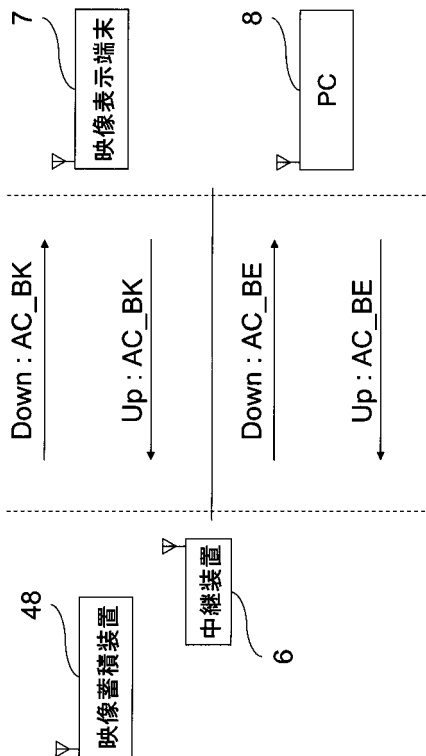 48
映像蓄積装置
中継装置
6
Down : AC_BK
Up : AC_BK
Down : AC_BE
Up : AC_BE
7
映像表示端末
8
PC